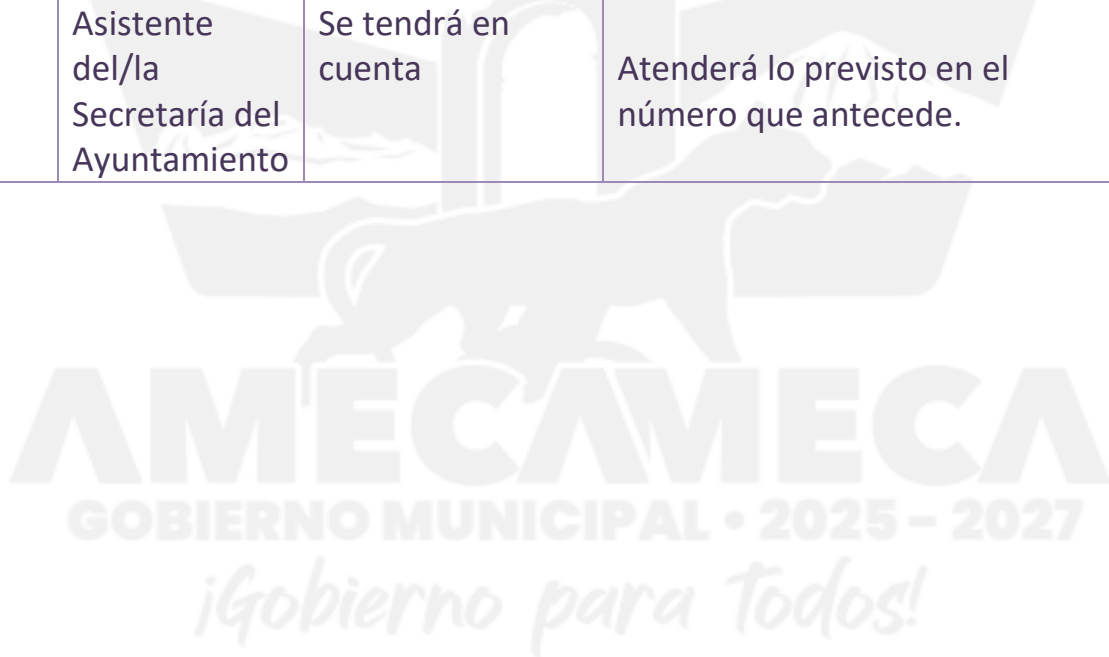 Asistente
del/la
Secretaría del
Ayuntamiento
Se tendrá en
cuenta
Atenderá lo previsto en el
número que antecede.
AMECAMECA
GOBIERNO MUNICIPAL • 2025 - 2027
¡Gobierno para Todos!